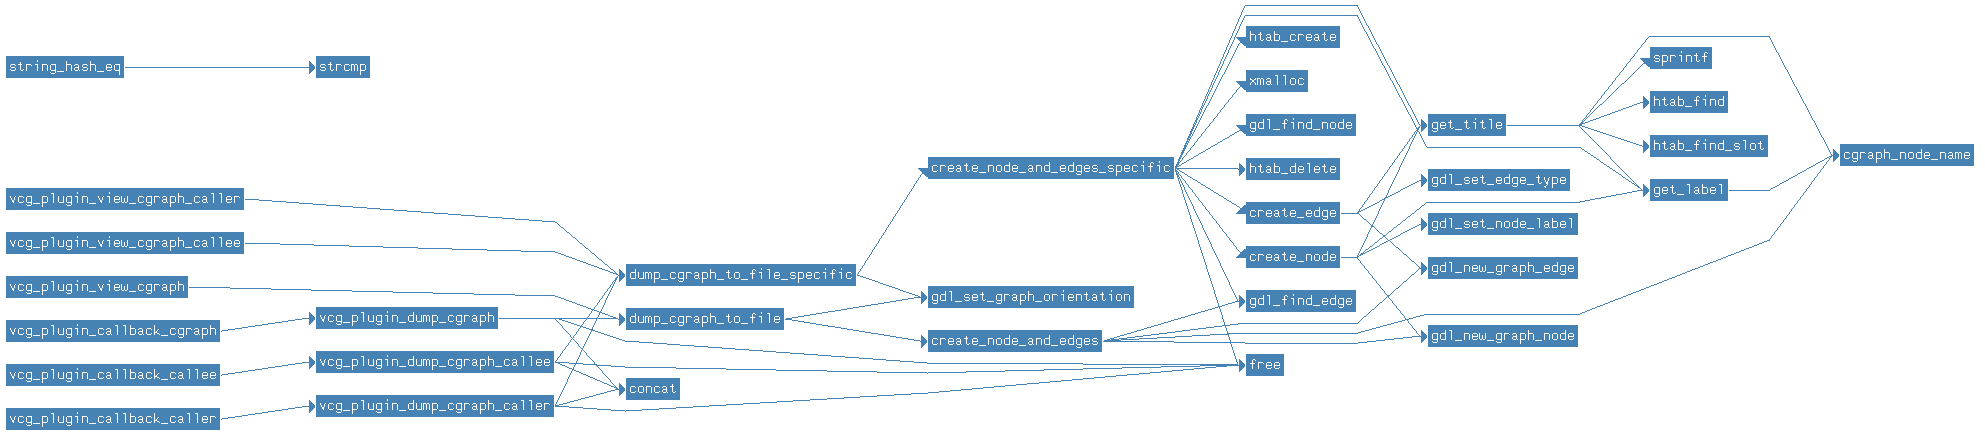 string_hash_eq
strcmp
vcg_plugin_view_cgraph_caller
vcg_plugin_view_cgraph_callee
vcg_plugin_view_cgraph
vcg_plugin_callback_cgraph
vcg_plugin_callback_callee
vcg_plugin_callback_caller
vcg_plugin_dump_cgraph
vcg_plugin_dump_cgraph_callee
vcg_plugin_dump_cgraph_caller
dump_cgraph_to_file_specific
dump_cgraph_to_file
concat
create_node_and_edges_specific
gdl_set_graph_orientation
create_node_and_edges
htab_create
xmalloc
gdl_find_node
htab_delete
create_edge
create_node
gdl_find_edge
free
get_title
gdl_set_edge_type
gdl_set_node_label
gdl_new_graph_edge
gdl_new_graph_node
sprintf
htab_find
htab_find_slot
get_label
cgraph_node_name